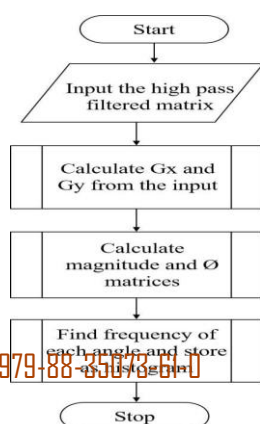 Start
Input the high pass
filtered matrix
Calculate Gx and
Gy from the input
Calculate
magnitude and Ø
matrices
Find frequency of
each angle and store
as histogram
Stop